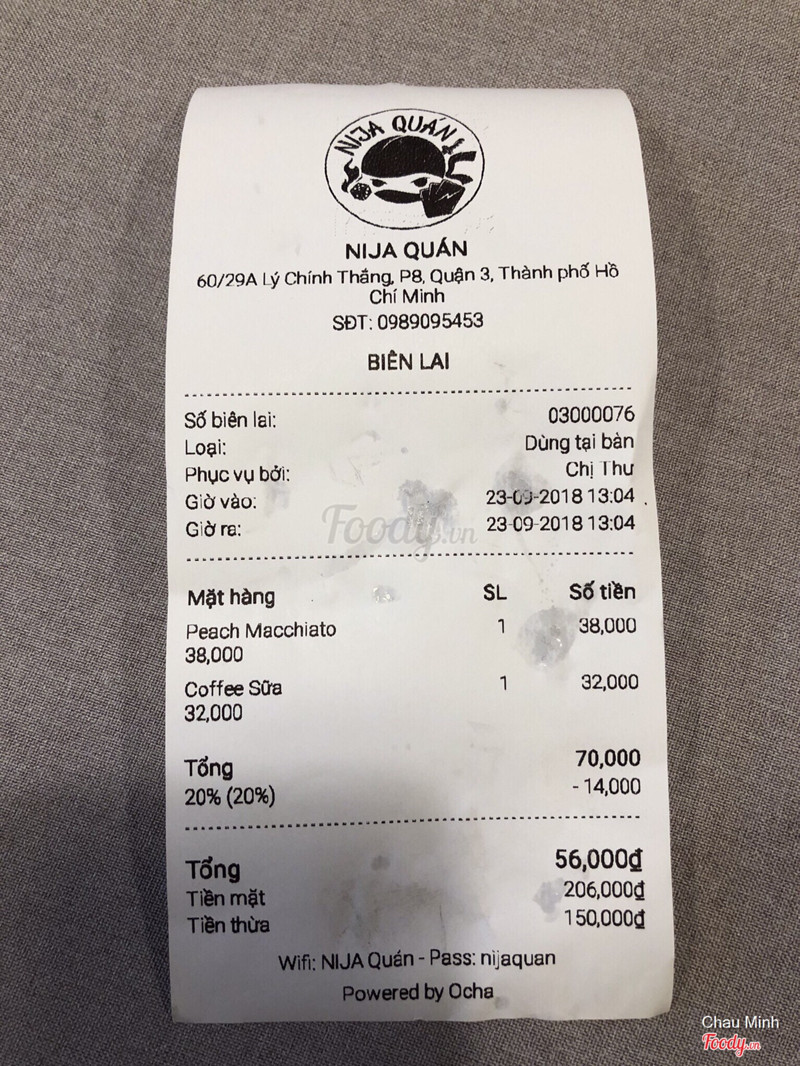 NIJA QUÁN
NIJA QUÁN
60/29A Lý Chính Thắng, P8, Quận 3, Thành phố Hồ
Chí Minh
SĐT: 0989095453
BIÊN LAI
Số biên lai: 03000076
Loại: Dùng tại bàn
Phục vụ bởi: Chị Thư
Giờ vào: 23-09-2018 13:04
Giờ ra: 23-09-2018 13:04
Foody.vn
Mặt hàng SL Số tiền
Peach Macchiato 1 38,000
38,000
Coffee Sữa 1 32,000
32,000
Tổng 70,000
20% (20%) - 14,000
Tổng 56,000₫
Tiền mặt 206,000₫
Tiền thừa 150,000₫
Wifi: NIJA Quán - Pass: nijaquan
Powered by Ocha
Chau Minh
Foody.vn